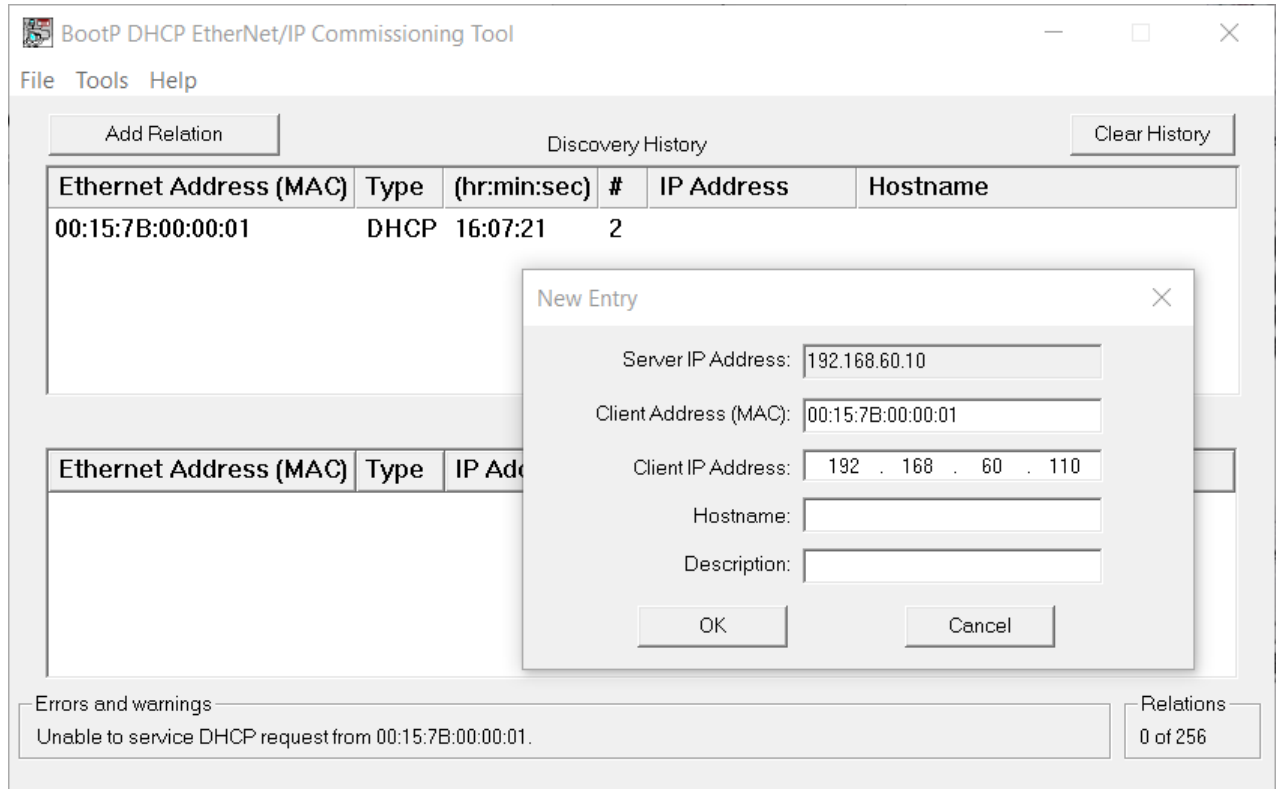 BootP DHCP EtherNet/IP Commissioning Tool
File Tools Help
Add Relation
Discovery History
Clear History
Ethernet Address (MAC) Type (hr:min:sec) # IP Address Hostname
00:15:7B:00:00:01 DHCP 16:07:21 2
New Entry
Server IP Address: 192.168.60.10
Client Address (MAC): 00:15:7B:00:00:01
Client IP Address: 192 . 168 . 60 . 110
Hostname:
Description:
OK Cancel
Ethernet Address (MAC) Type IP Add
Errors and warnings
Unable to service DHCP request from 00:15:7B:00:00:01.
Relations
0 of 256